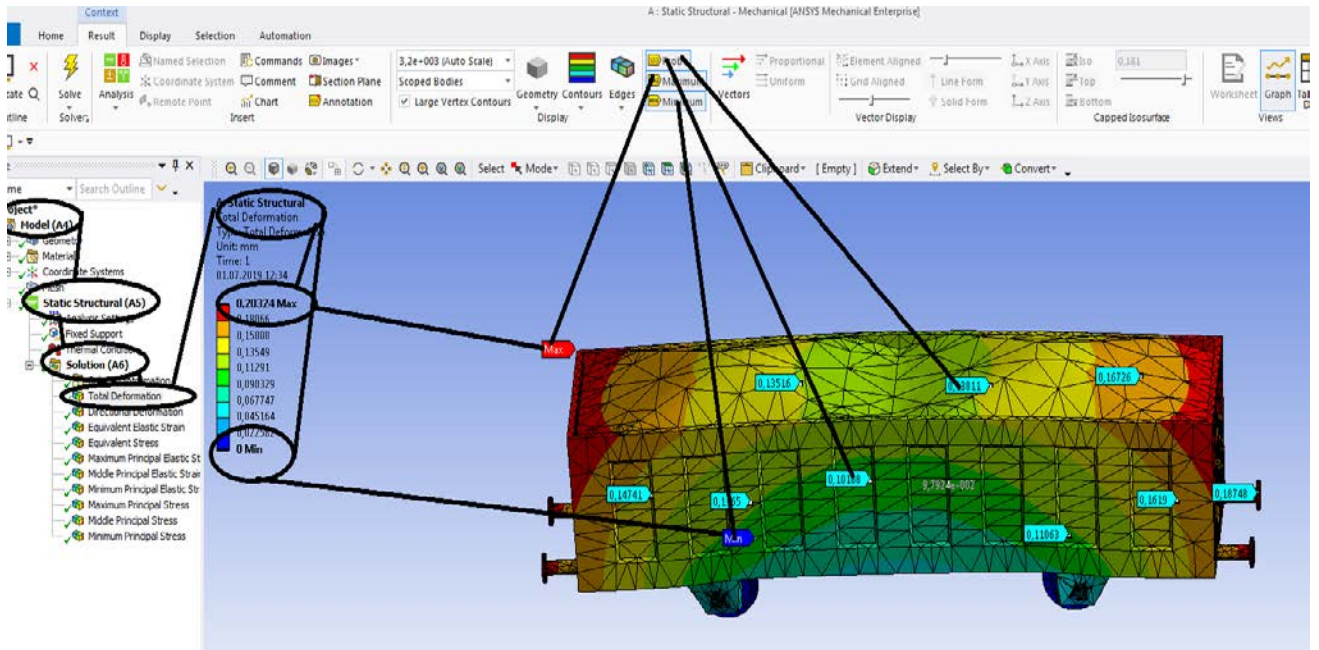 Context
A : Static Structural - Mechanical [ANSYS Mechanical Enterprise]
Home Result Display Selection Automation
Named Selection Commands Images 3,2e+003 (Auto Scale) Maximum Proportional Element Aligned X Axis Iso 0,181
Solve Analysis Coordinate System Comment Section Plane Scoped Bodies Geometry Contours Edges Minimum Vectors Uniform Grid Aligned Line Form Y Axis Top Worksheet Graph
Remote Point Chart Annotation Large Vertex Contours Solid Form Z Axis Bottom
Insert Display Vector Display Capped Isosurface Views
Select Mode Clipboard [Empty] Extend Select By Convert
Search Outline
Model (A4)
Geometry
Coordinate Systems
Mesh
Static Structural (A5)
Fixed Support
Solution (A6)
Total Deformation
Directional Deformation
Equivalent Elastic Strain
Equivalent Stress
Maximum Principal Elastic St
Middle Principal Elastic Strai
Minimum Principal Elastic Str
Maximum Principal Stress
Middle Principal Stress
Minimum Principal Stress
A: Static Structural
Total Deformation
Unit: mm
Time: 1
01.07.2019 12:34
0,20324 Max
0,18066
0,13549
0,11291
0,090329
0,067747
0,045164
0 Min
Max
0,13516
0,16726
0,14741
9,7924e-002
0,1619
0,18748
0,11063
Min